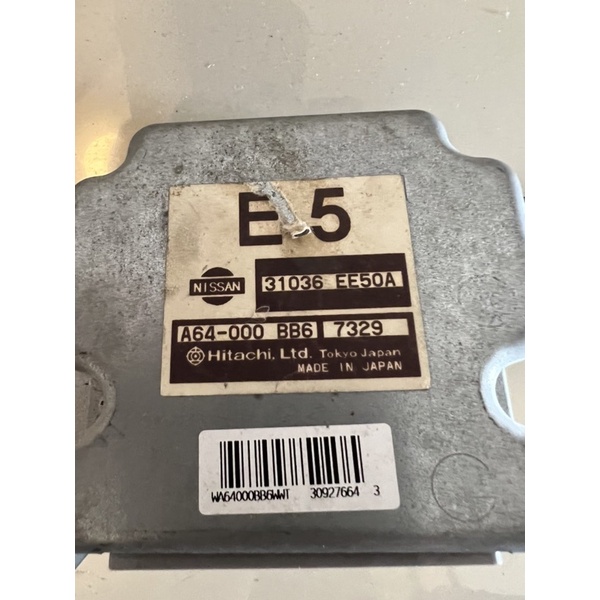 E 5
NISSAN 31036 EE50A
A64-000 BB6 7329
Hitachi, Ltd. Tokyo Japan
MADE IN JAPAN
WA64000BB6WWT 30927664 3